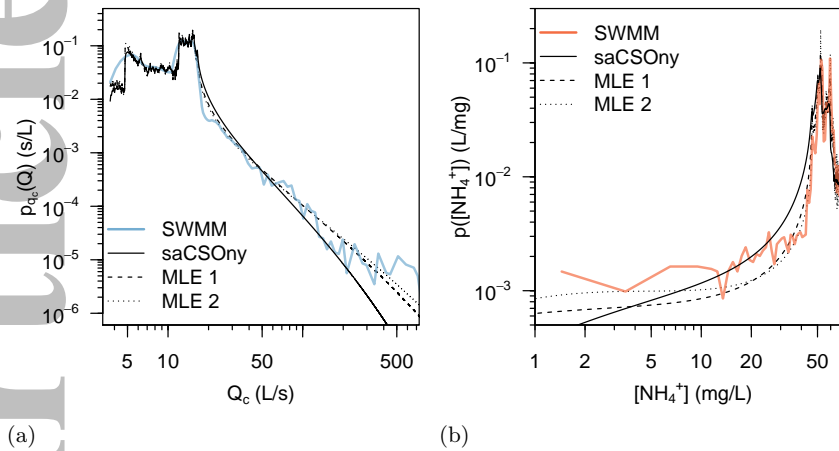 10⁻¹
10⁻²
10⁻³
10⁻⁴
10⁻⁵
10⁻⁶
p_{q_c}(Q) (s/L)
SWMM
saCSOny
MLE 1
MLE 2
5 10 50 500
Q_c (L/s)
(a)
10⁻¹
10⁻²
10⁻³
p([NH₄⁺]) (L/mg)
SWMM
saCSOny
MLE 1
MLE 2
1 2 5 10 20 50
[NH₄⁺] (mg/L)
(b)